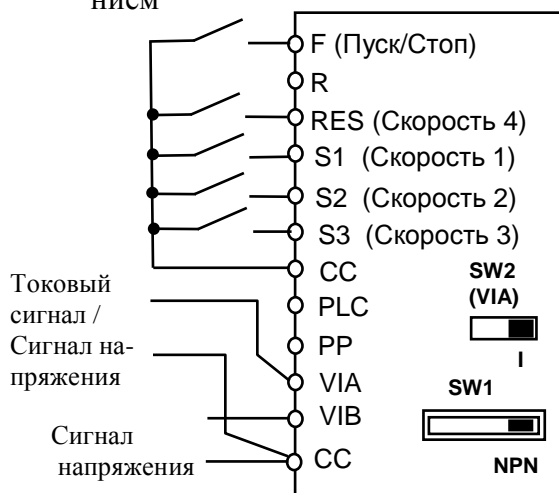 нием
F (Пуск/Стоп)
R
RES (Скорость 4)
S1 (Скорость 1)
S2 (Скорость 2)
S3 (Скорость 3)
CC
PLC
PP
VIA
VIB
CC
SW2
(VIA)
I
SW1
NPN
Токовый
сигнал /
Сигнал на-
пряжения
Сигнал
напряжения